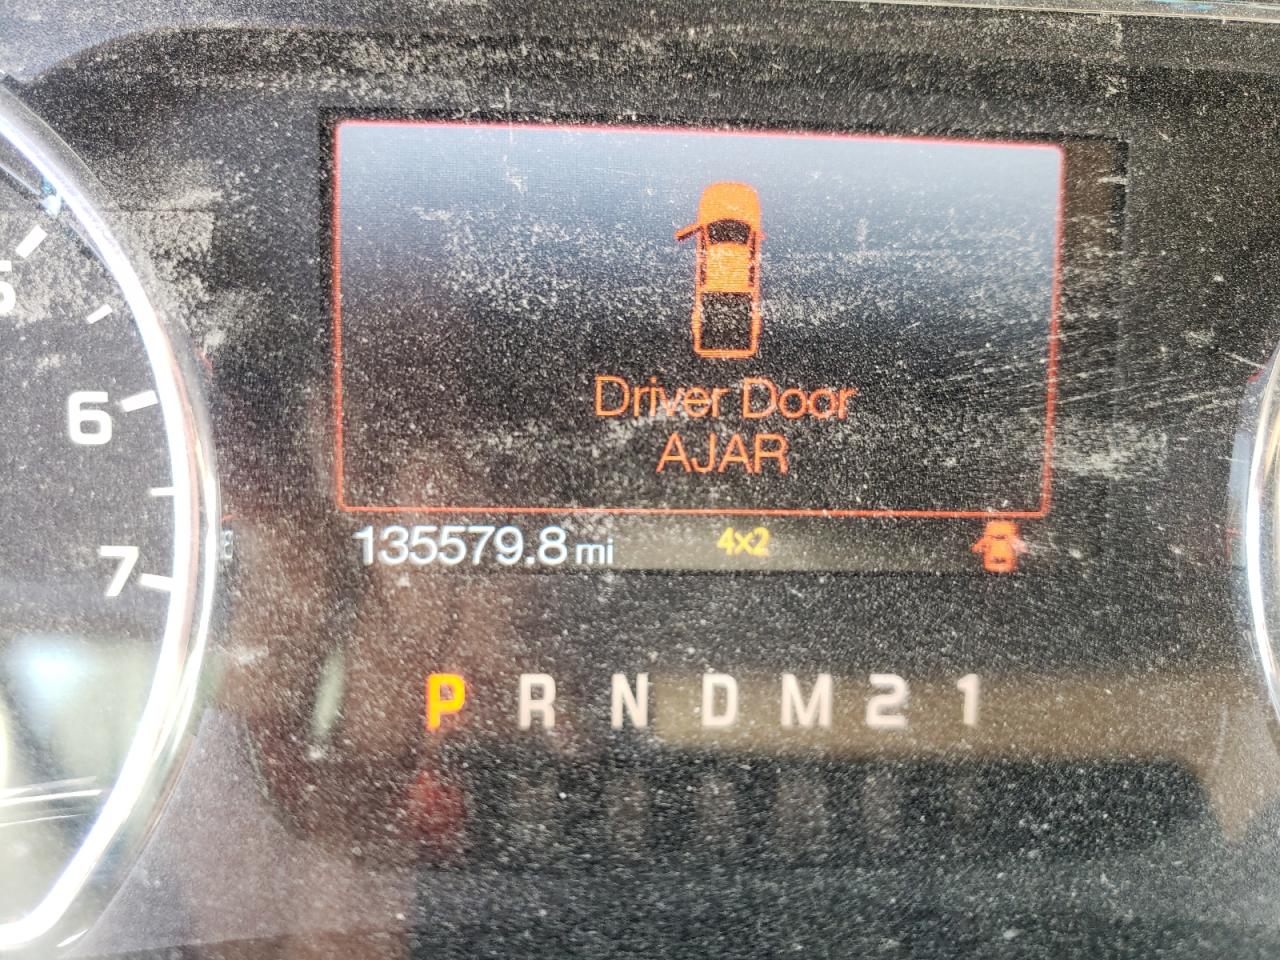 6
7
Driver Door
AJAR
135579.8 mi 4x2
P R N D M 2 1